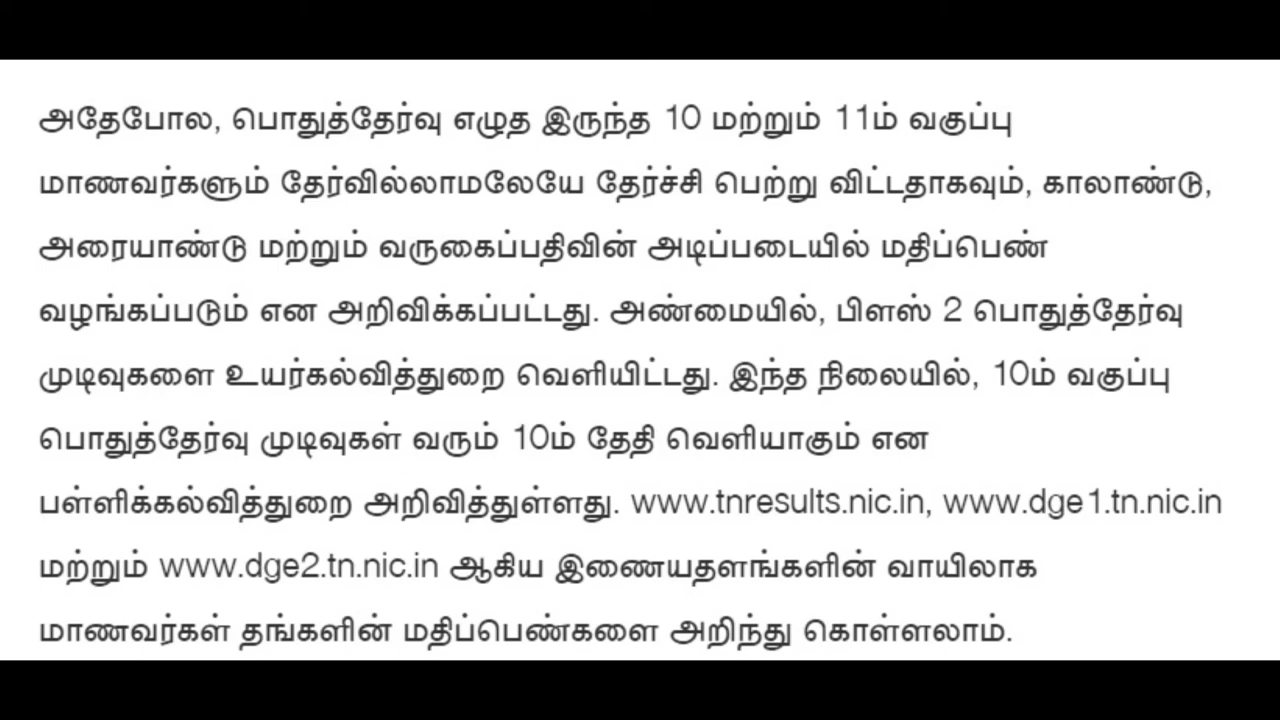 அதேபோல, பொதுத்தேர்வு எழுத இருந்த 10 மற்றும் 11ம் வகுப்பு
மாணவர்களும் தேர்வில்லாமலேயே தேர்ச்சி பெற்று விட்டதாகவும், காலாண்டு,
அரையாண்டு மற்றும் வருகைப்பதிவின் அடிப்படையில் மதிப்பெண்
வழங்கப்படும் என அறிவிக்கப்பட்டது. அண்மையில், பிளஸ் 2 பொதுத்தேர்வு
முடிவுகளை உயர்கல்வித்துறை வெளியிட்டது. இந்த நிலையில், 10ம் வகுப்பு
பொதுத்தேர்வு முடிவுகள் வரும் 10ம் தேதி வெளியாகும் என
பள்ளிக்கல்வித்துறை அறிவித்துள்ளது. www.tnresults.nic.in, www.dge1.tn.nic.in
மற்றும் www.dge2.tn.nic.in ஆகிய இணையதளங்களின் வாயிலாக
மாணவர்கள் தங்களின் மதிப்பெண்களை அறிந்து கொள்ளலாம்.